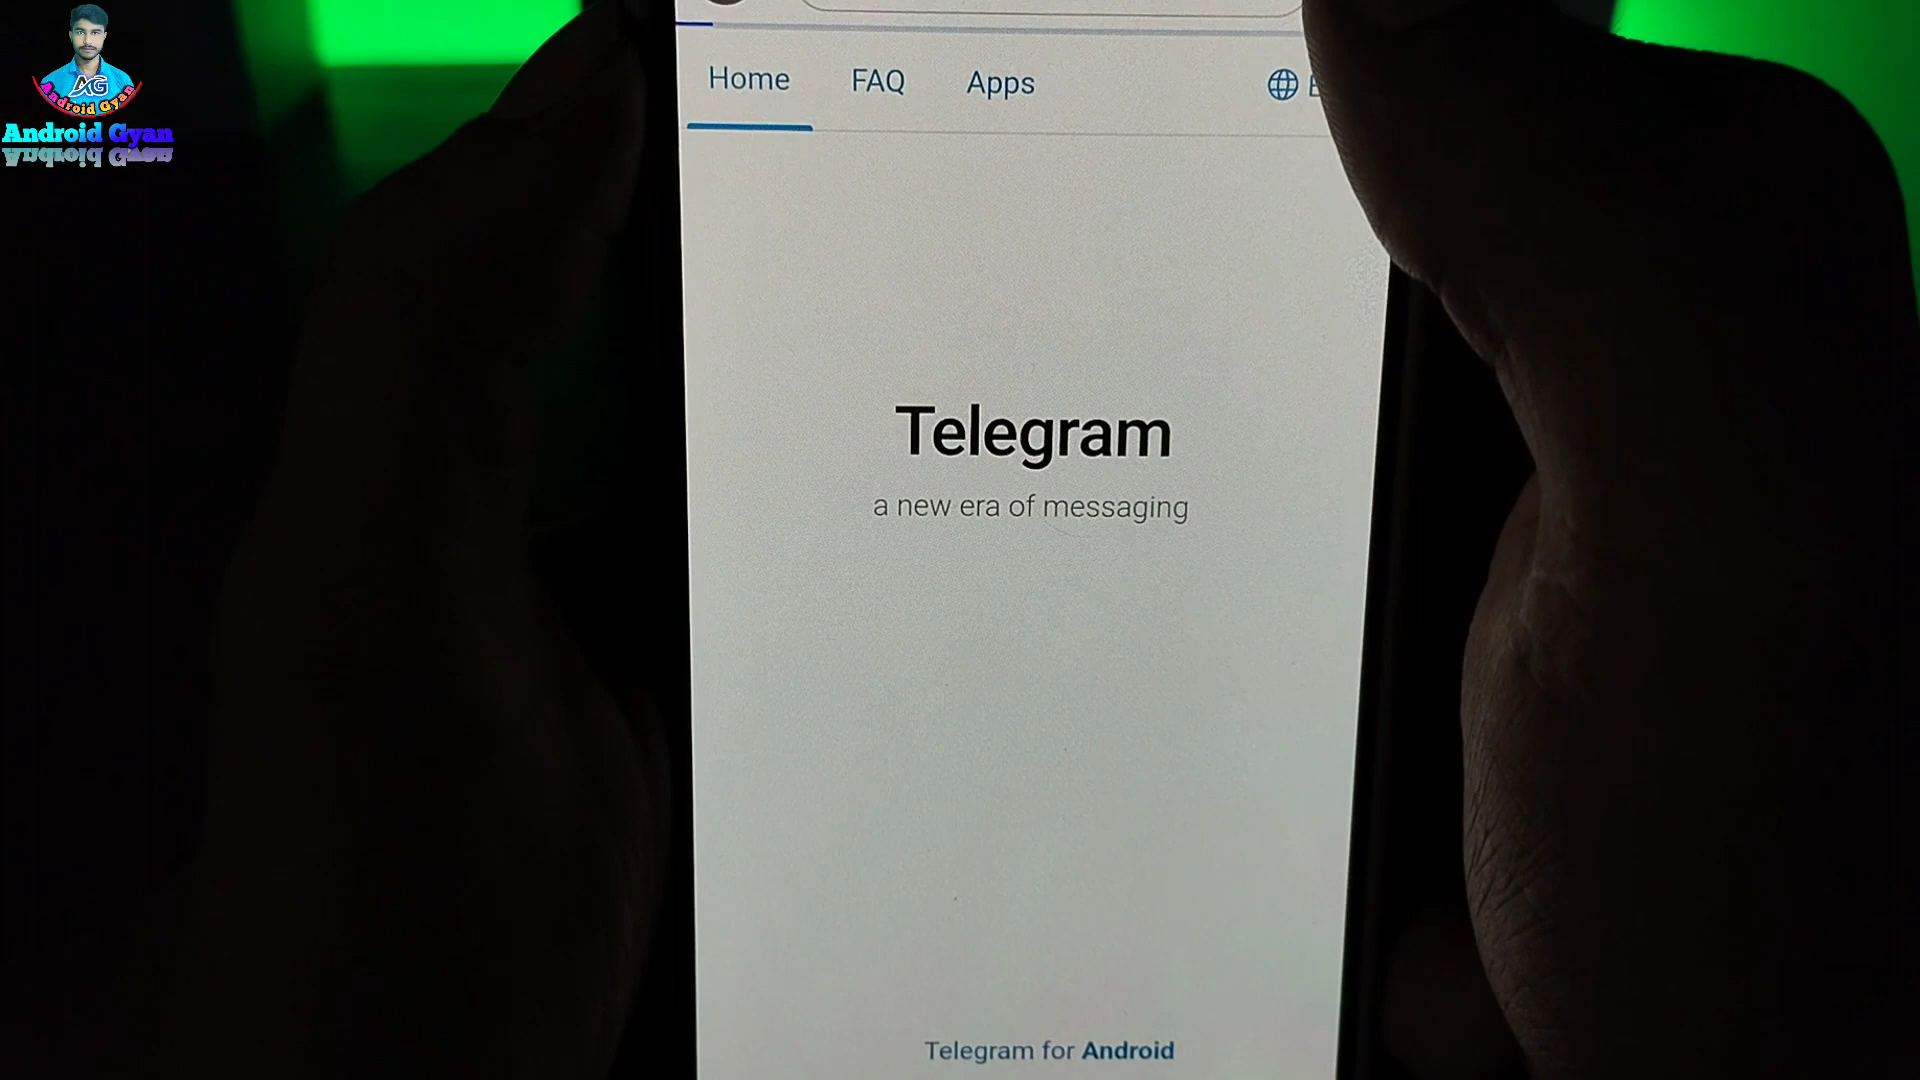 AG
Android Gyan
Android Gyan
Home
FAQ
Apps
Telegram
a new era of messaging
Telegram for Android